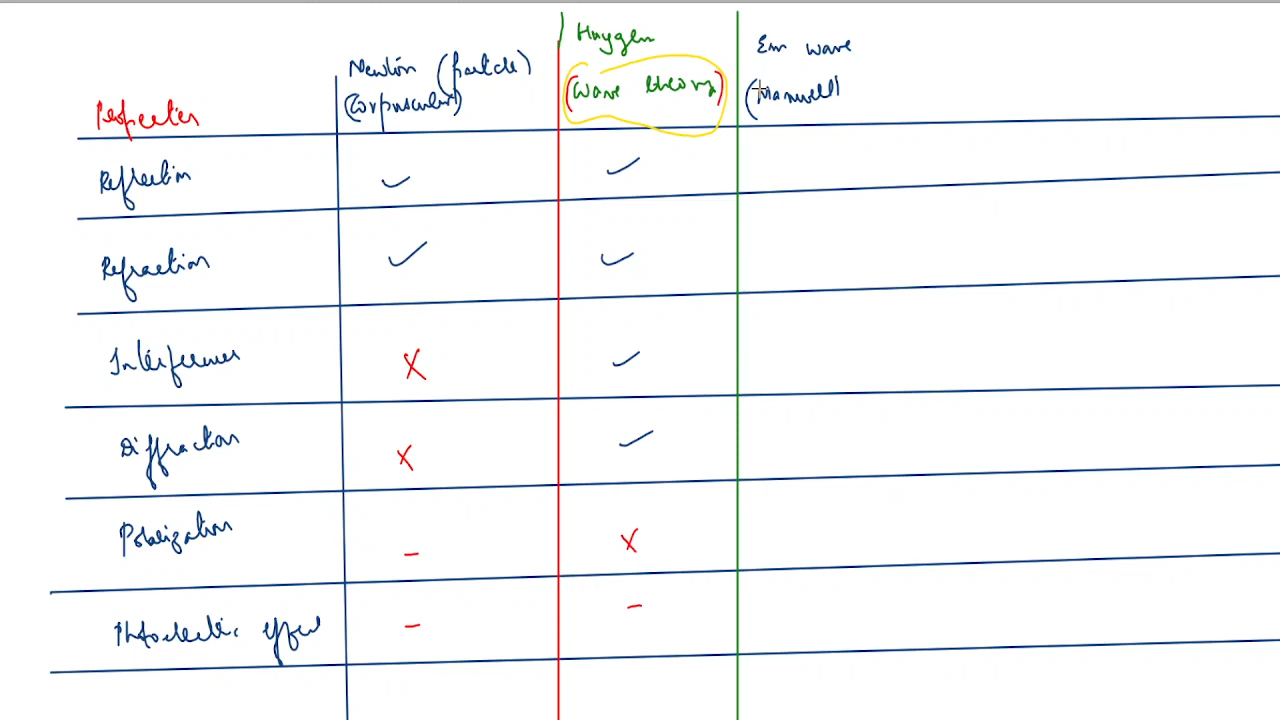 Huygen
Em wave
Newton (Particle)
(wave theory)
(Maxwell)
(corpuscular)
Properties
Reflection ✓ ✓
Refraction ✓ ✓
Interference X ✓
Diffraction X ✓
Polarization - X
Photoelectric effect - -